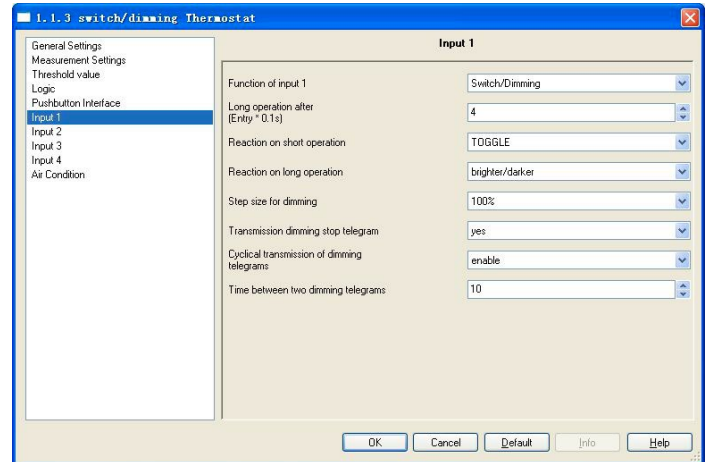 1.1.3 switch/dimming Thermostat
General Settings
Measurement Settings
Threshold value
Logic
Pushbutton Interface
Input 1
Input 2
Input 3
Input 4
Air Condition
Input 1
Function of input 1
Switch/Dimming
Long operation after
(Entry * 0.1s)
4
Reaction on short operation
TOGGLE
Reaction on long operation
brighter/darker
Step size for dimming
100%
Transmission dimming stop telegram
yes
Cyclical transmission of dimming
telegrams
enable
Time between two dimming telegrams
10
OK
Cancel
Default
Info
Help